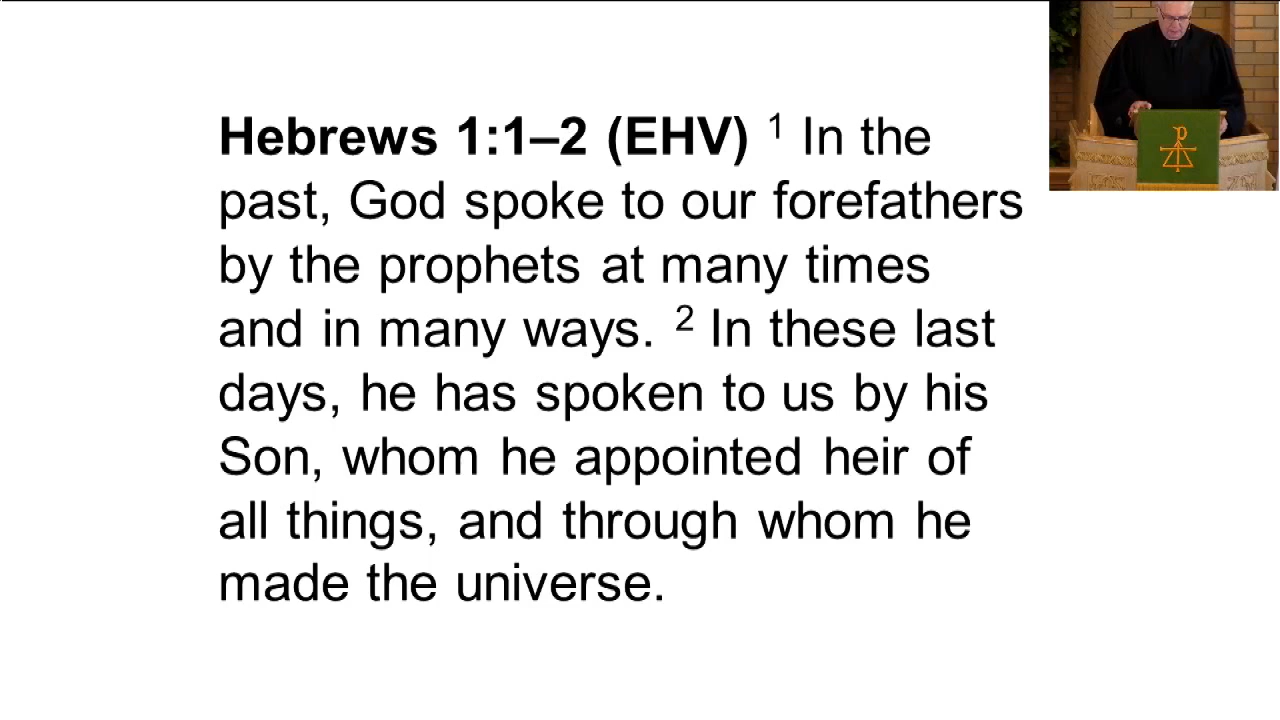 Hebrews 1:1–2 (EHV) ¹ In the
past, God spoke to our forefathers
by the prophets at many times
and in many ways. ² In these last
days, he has spoken to us by his
Son, whom he appointed heir of
all things, and through whom he
made the universe.